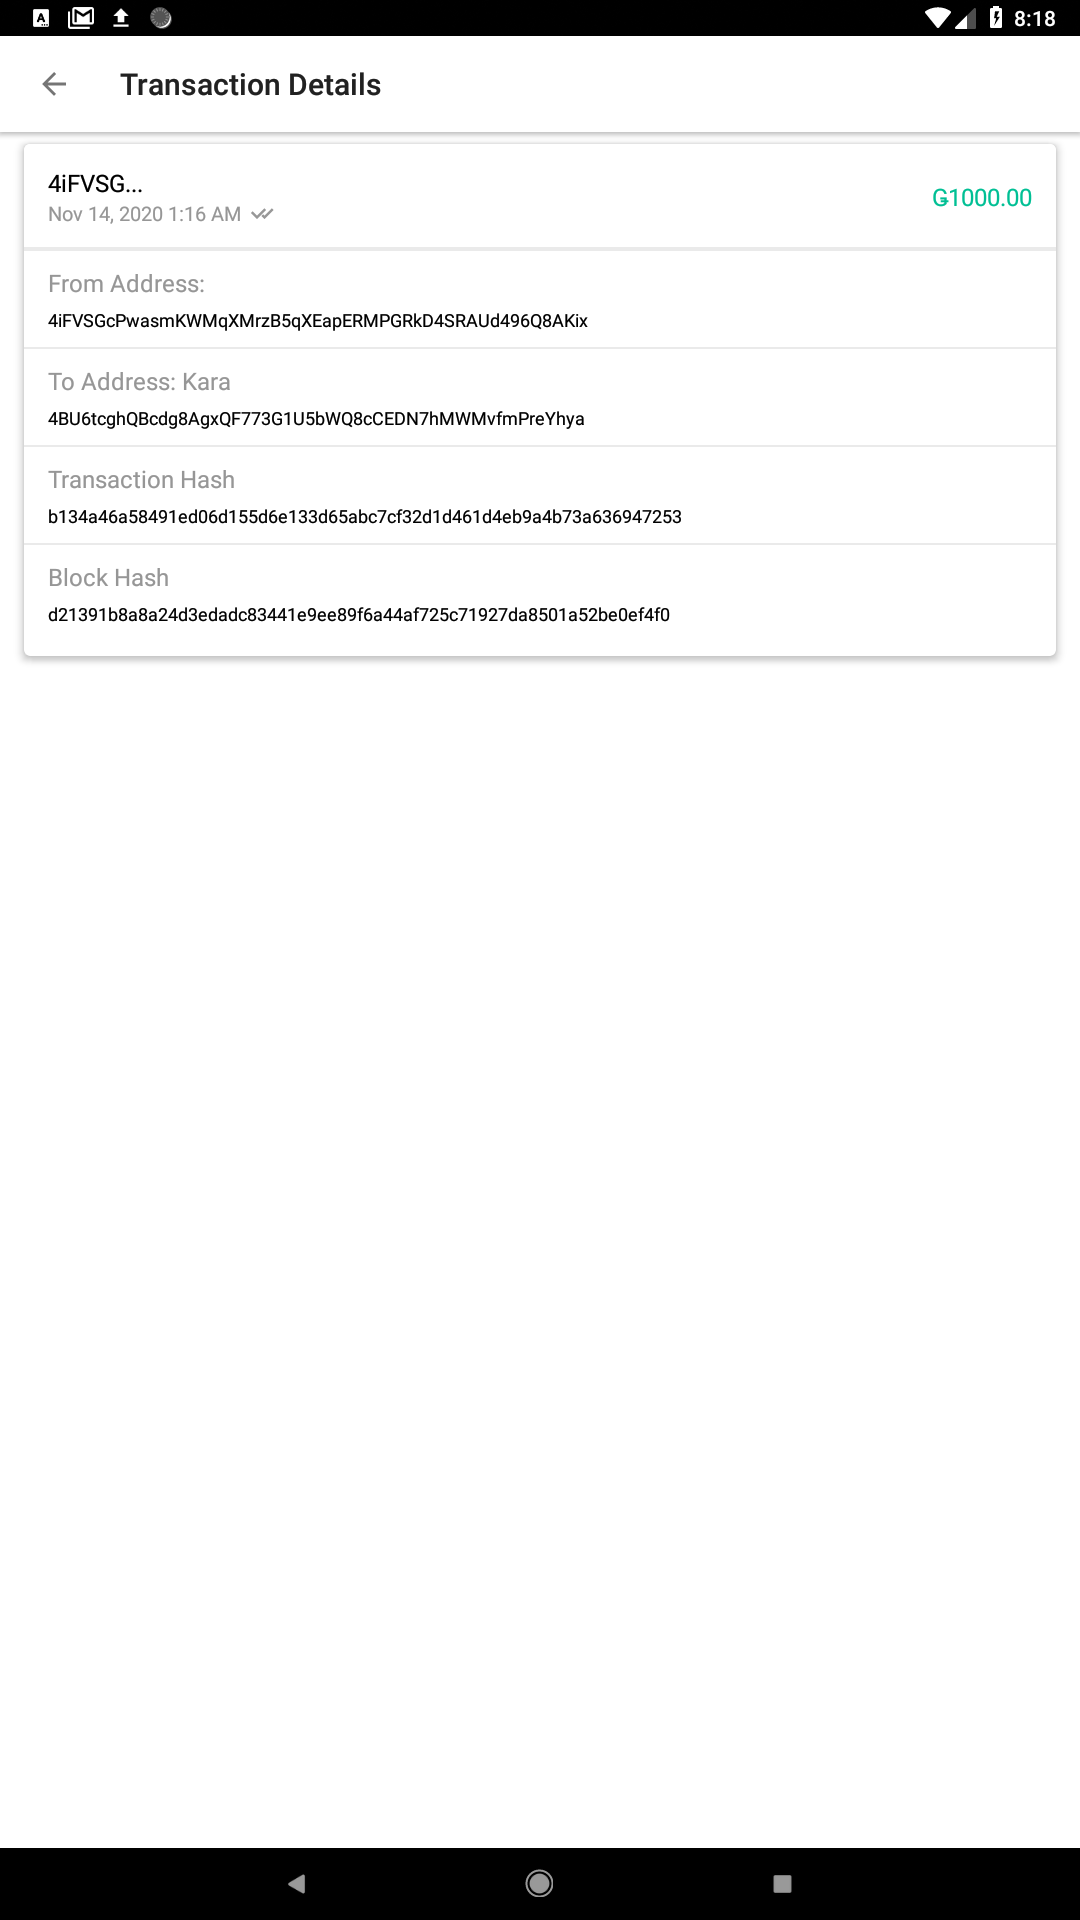 8:18
Transaction Details
4iFVSG...
Nov 14, 2020 1:16 AM
Ǥ1000.00
From Address:
4iFVSGcPwasmKWMqXMrzB5qXEapERMPGRkD4SRAUd496Q8AKix
To Address: Kara
4BU6tcghQBcdg8AgxQF773G1U5bWQ8cCEDN7hMWMvfmPreYhya
Transaction Hash
b134a46a58491ed06d155d6e133d65abc7cf32d1d461d4eb9a4b73a636947253
Block Hash
d21391b8a8a24d3edadc83441e9ee89f6a44af725c71927da8501a52be0ef4f0